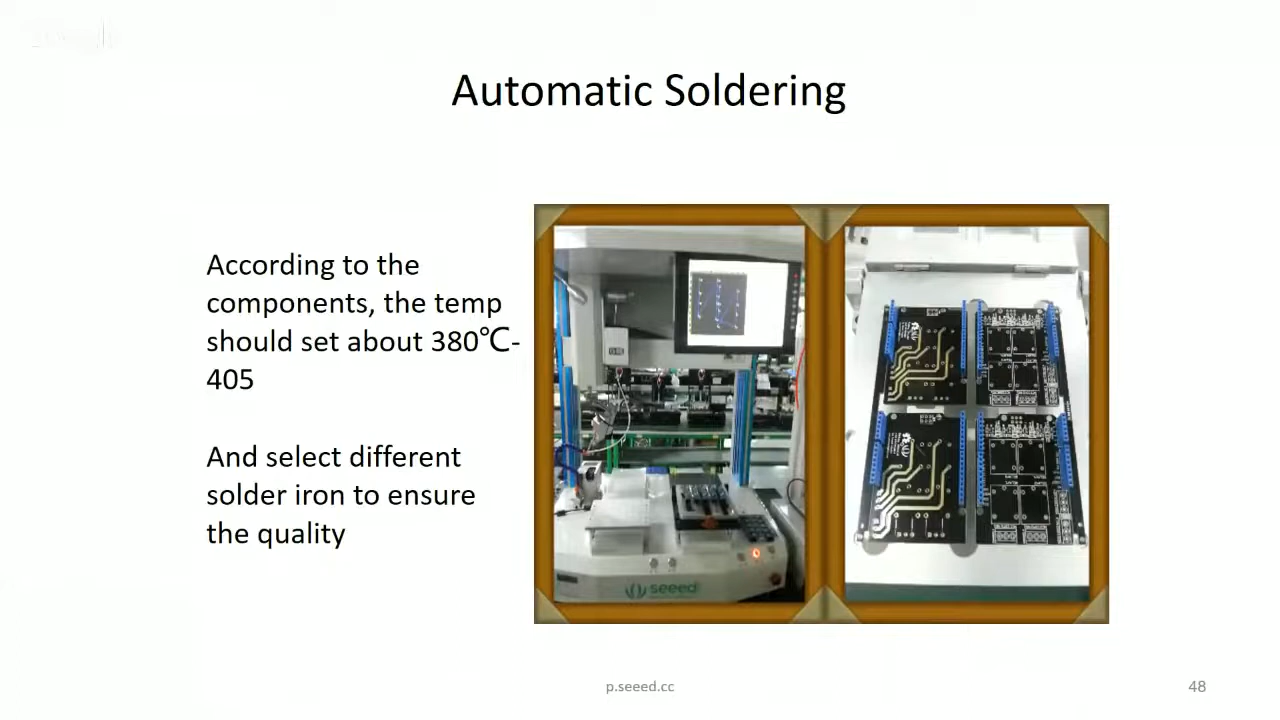 Automatic Soldering
According to the
components, the temp
should set about 380℃-
405
And select different
solder iron to ensure
the quality
seeed
p.seeed.cc
48